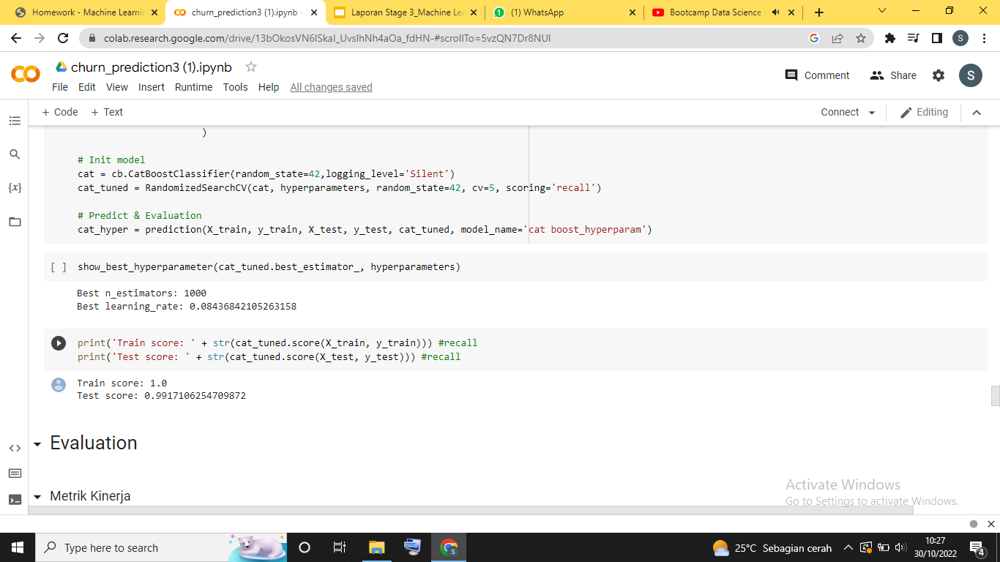 Homework - Machine Learnin
churn_prediction3 (1).ipynb -
Laporan Stage 3_Machine Le
(1) WhatsApp
Bootcamp Data Science
colab.research.google.com/drive/13bOkosVN6lSkal_UvslhNh4aOa_fdHN-#scrollTo=5vzQN7Dr8NUl
S
churn_prediction3 (1).ipynb
Comment
Share
S
File Edit View Insert Runtime Tools Help All changes saved
+ Code + Text
Connect
Editing
)
# Init model
cat = cb.CatBoostClassifier(random_state=42,logging_level='Silent')
cat_tuned = RandomizedSearchCV(cat, hyperparameters, random_state=42, cv=5, scoring='recall')
# Predict & Evaluation
cat_hyper = prediction(X_train, y_train, X_test, y_test, cat_tuned, model_name='cat boost_hyperparam')
[ ] show_best_hyperparameter(cat_tuned.best_estimator_, hyperparameters)
Best n_estimators: 1000
Best learning_rate: 0.08436842105263158
print('Train score: ' + str(cat_tuned.score(X_train, y_train))) #recall
print('Test score: ' + str(cat_tuned.score(X_test, y_test))) #recall
Train score: 1.0
Test score: 0.9917106254709872
Evaluation
Metrik Kinerja
Activate Windows
Go to Settings to activate Windows.
Type here to search
25°C Sebagian cerah
10:27
30/10/2022
4